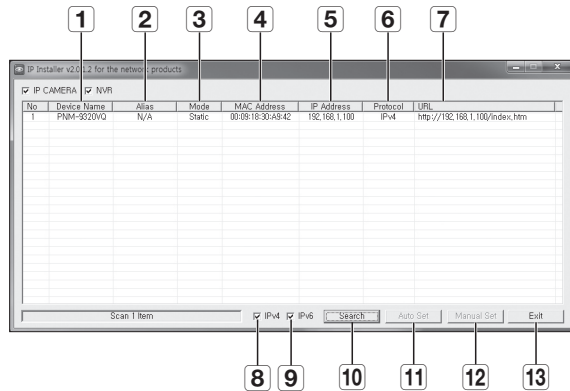 1 2 3 4 5 6 7
IP Installer v2.0.1.2 for the network products
IP CAMERA NVR
No Device Name Alias Mode MAC Address IP Address Protocol URL
1 PNM-9320VQ N/A Static 00:09:18:30:A9:42 192,168,1,100 IPv4 http://192,168,1,100/index,htm
Scan 1 Item IPv4 IPv6 Search Auto Set Manual Set Exit
8 9 10 11 12 13